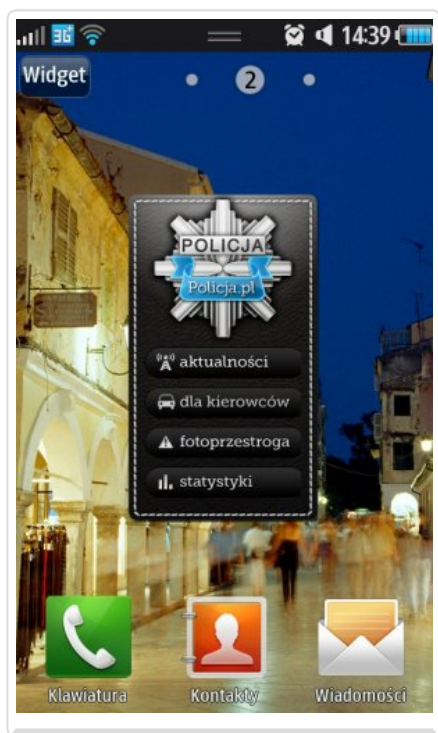 3G
14:39
Widget
2
POLICJA
Policja.pl
aktualności
dla kierowców
fotoprzestroga
statystyki
Klawiatura
Kontakty
Wiadomości